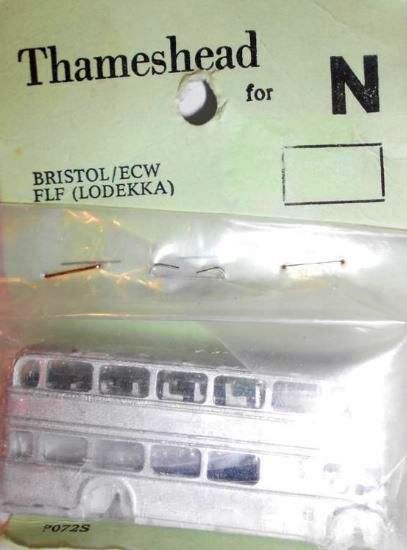 Thameshead
for N
BRISTOL/ECW
FLF (LODEKKA)
P072S